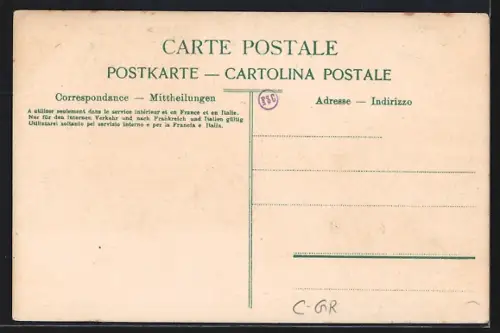 CARTE POSTALE
POSTKARTE — CARTOLINA POSTALE
Correspondance — Mittheilungen
Adresse — Indirizzo
A utiliser seulement dans le service intérieur et en France et en Italie.
Nur für den internen Verkehr und nach Frankreich und Italien gültig
Utilizzarsi soltanto pel servizio interno e per la Francia e Italia.
C-GR